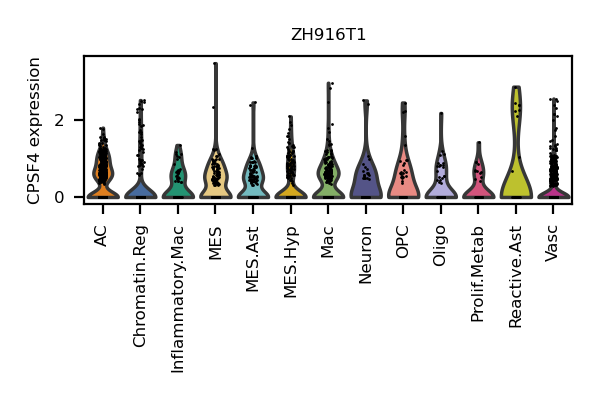 ZH916T1
CPSF4 expression
2
0
AC
Chromatin.Reg
Inflammatory.Mac
MES
MES.Ast
MES.Hyp
Mac
Neuron
OPC
Oligo
Prolif.Metab
Reactive.Ast
Vasc